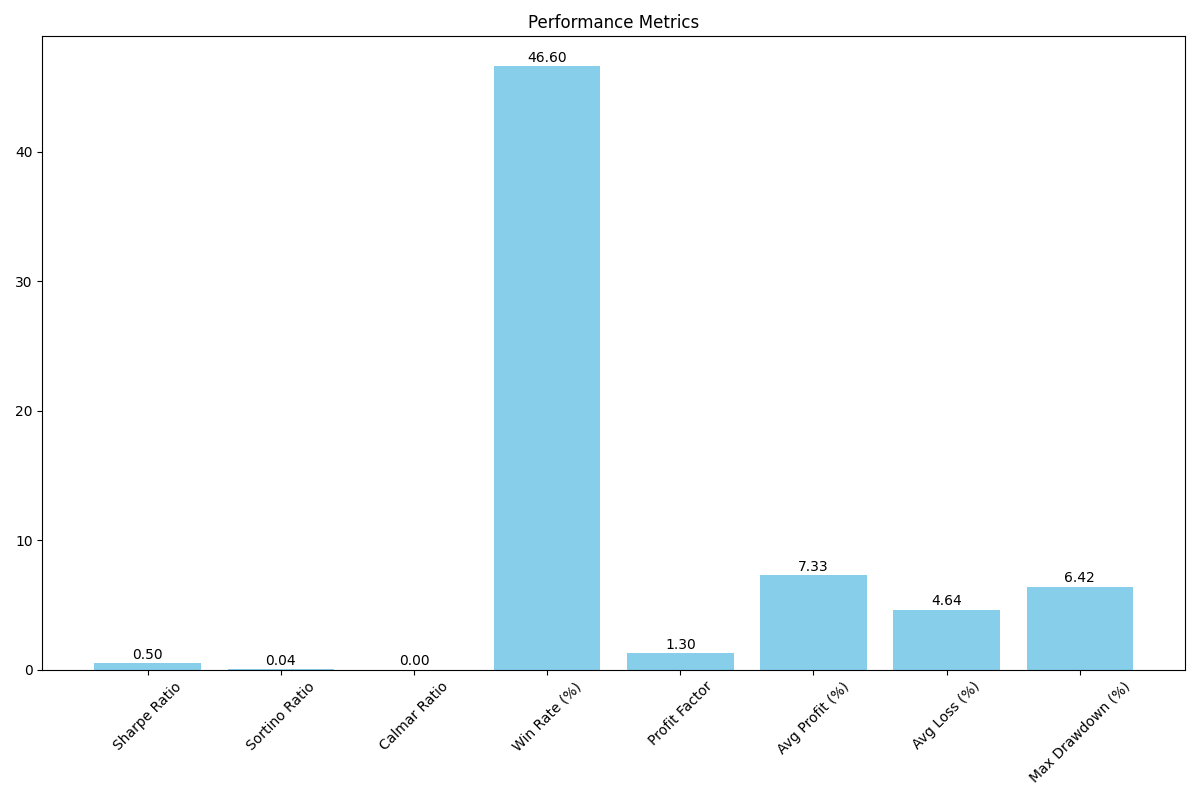 Performance Metrics
46.60
40
30
20
10
7.33
6.42
4.64
1.30
0.50
0.04
0.00
0
Sharpe Ratio
Sortino Ratio
Calmar Ratio
Win Rate (%)
Profit Factor
Avg Profit (%)
Avg Loss (%)
Max Drawdown (%)